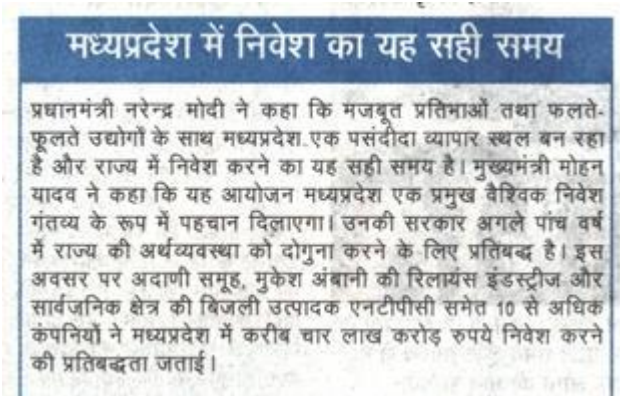 मध्यप्रदेश में निवेश का यह सही समय
प्रधानमंत्री नरेन्द्र मोदी ने कहा कि मजबूत प्रतिभाओं तथा फलते-
फूलते उद्योगों के साथ मध्यप्रदेश एक पसंदीदा व्यापार स्थल बन रहा
है और राज्य में निवेश करने का यह सही समय है। मुख्यमंत्री मोहन
यादव ने कहा कि यह आयोजन मध्यप्रदेश एक प्रमुख वैश्विक निवेश
गंतव्य के रूप में पहचान दिलाएगा। उनकी सरकार अगले पांच वर्ष
में राज्य की अर्थव्यवस्था को दोगुना करने के लिए प्रतिबद्ध है। इस
अवसर पर अदाणी समूह, मुकेश अंबानी की रिलायंस इंडस्ट्रीज और
सार्वजनिक क्षेत्र की बिजली उत्पादक एनटीपीसी समेत 10 से अधिक
कंपनियों ने मध्यप्रदेश में करीब चार लाख करोड़ रुपये निवेश करने
की प्रतिबद्धता जताई।